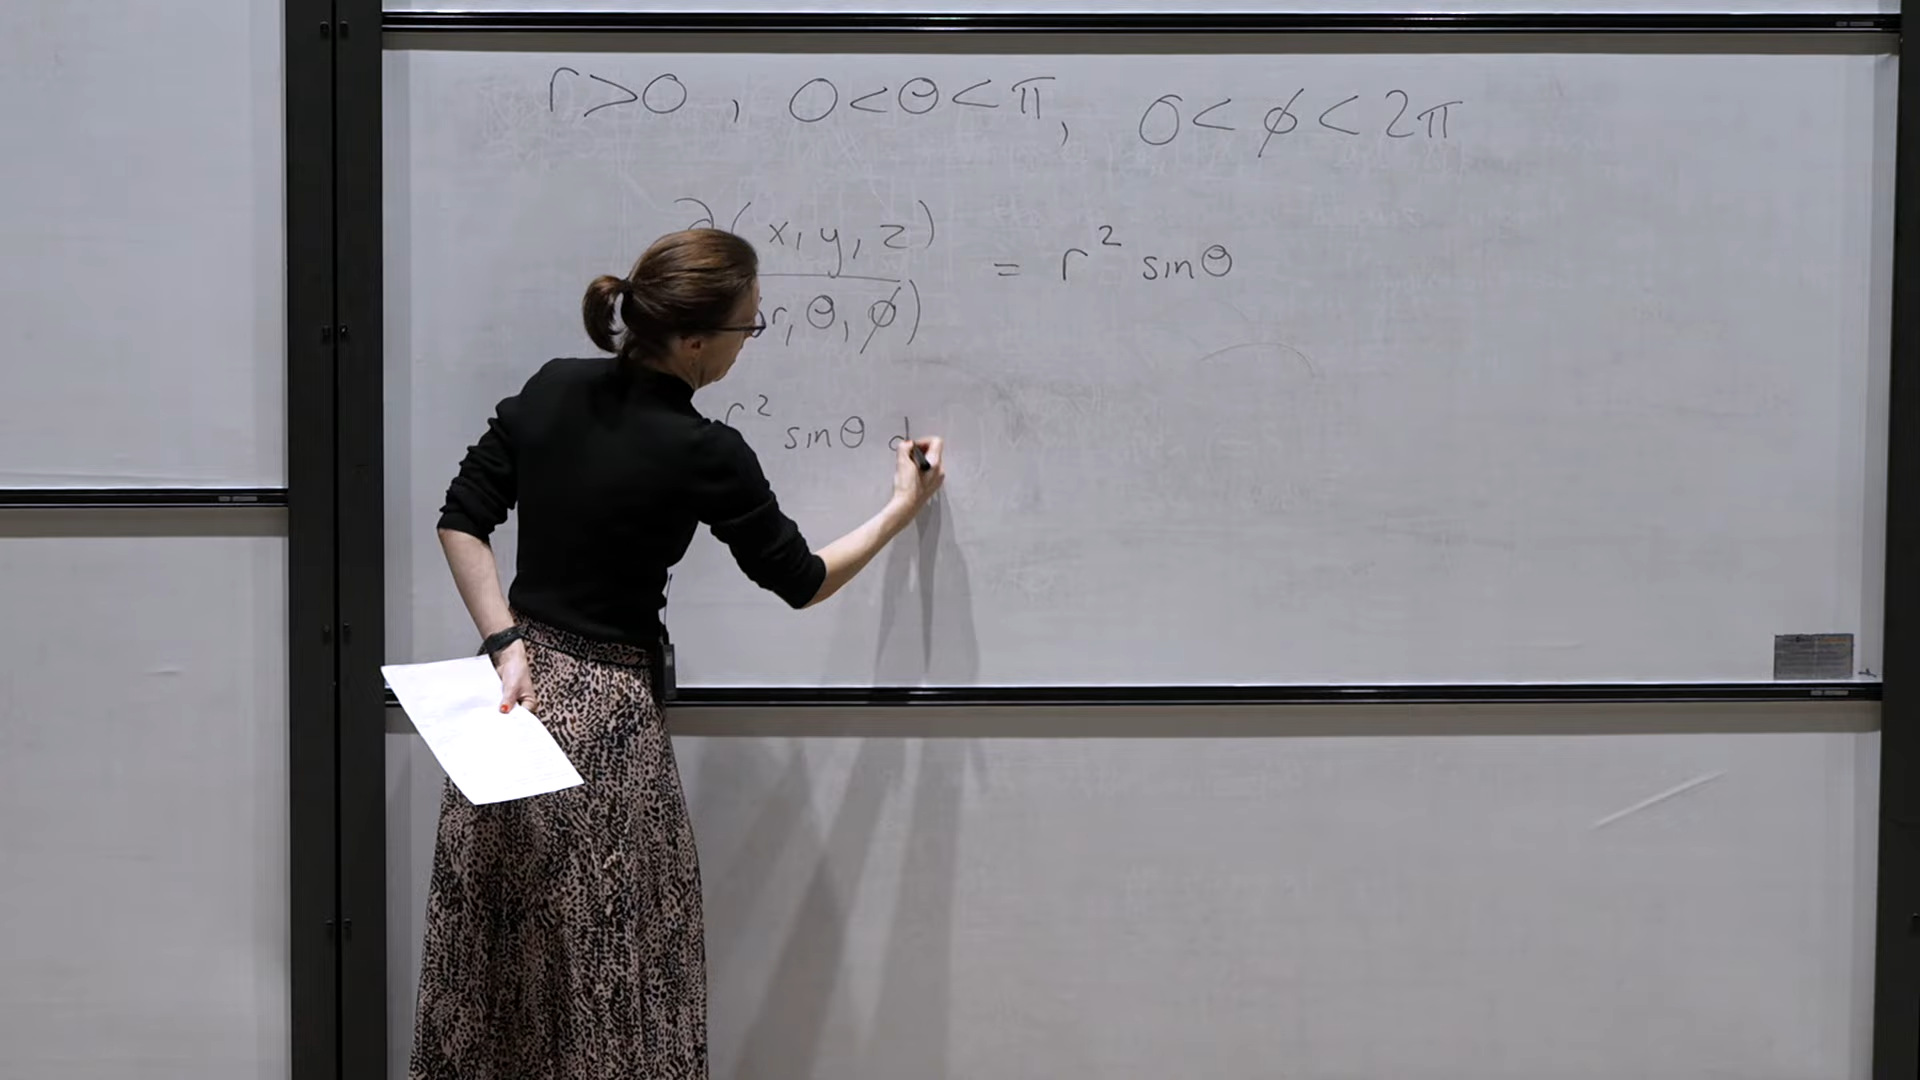 r>0, 0<θ<π, 0<ϕ<2π
∂(x,y,z)
= r² sinθ
r,θ,ϕ)
r² sinθ d